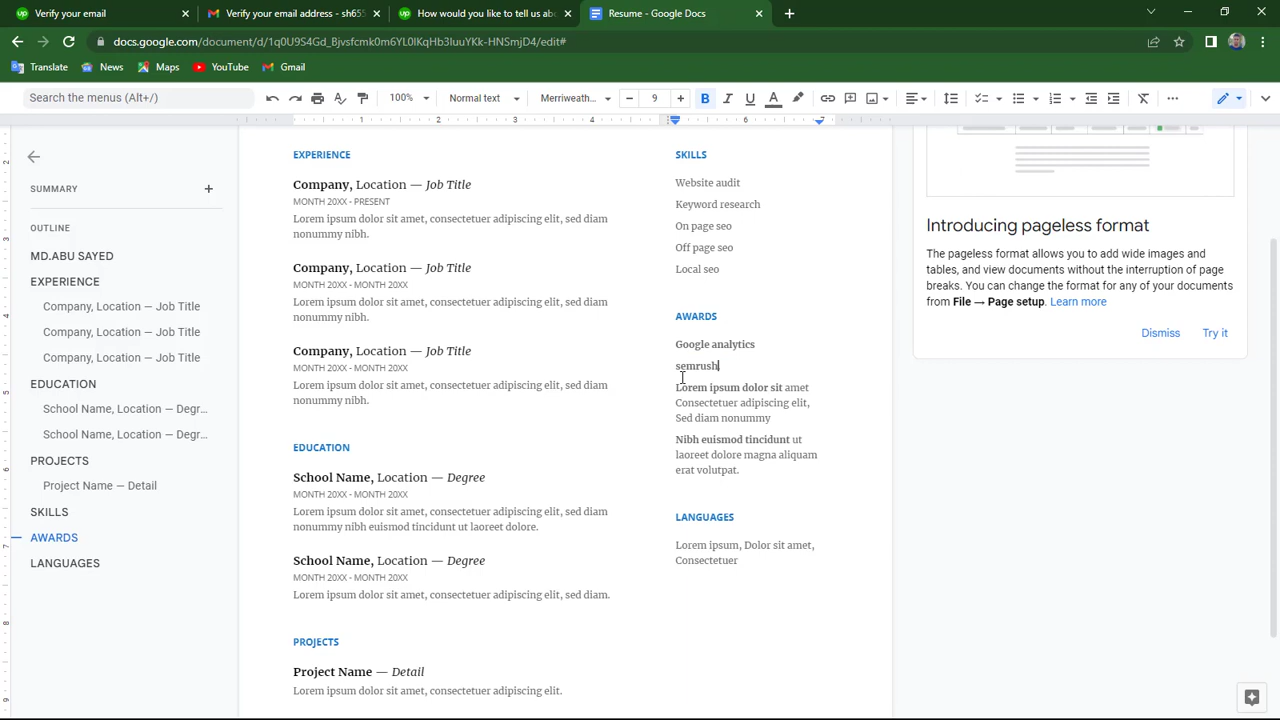 Verify your email
Verify your email address - sh655
How would you like to tell us abo
Resume - Google Docs
docs.google.com/document/d/1q0U9S4Gd_Bjvsfcmk0m6YL0lKqHb3luuYKk-HNSmjD4/edit#
Translate
News
Maps
YouTube
Gmail
Search the menus (Alt+/)
100%
Normal text
Merriweath...
9
1 2 3 4 6 7
SUMMARY
OUTLINE
MD.ABU SAYED
EXPERIENCE
Company, Location — Job Title
Company, Location — Job Title
Company, Location — Job Title
EDUCATION
School Name, Location — Degr...
School Name, Location — Degr...
PROJECTS
Project Name — Detail
SKILLS
AWARDS
LANGUAGES
EXPERIENCE
Company, Location — Job Title
MONTH 20XX - PRESENT
Lorem ipsum dolor sit amet, consectetuer adipiscing elit, sed diam
nonummy nibh.
Company, Location — Job Title
MONTH 20XX - MONTH 20XX
Lorem ipsum dolor sit amet, consectetuer adipiscing elit, sed diam
nonummy nibh.
Company, Location — Job Title
MONTH 20XX - MONTH 20XX
Lorem ipsum dolor sit amet, consectetuer adipiscing elit, sed diam
nonummy nibh.
EDUCATION
School Name, Location — Degree
MONTH 20XX - MONTH 20XX
Lorem ipsum dolor sit amet, consectetuer adipiscing elit, sed diam
nonummy nibh euismod tincidunt ut laoreet dolore.
School Name, Location — Degree
MONTH 20XX - MONTH 20XX
Lorem ipsum dolor sit amet, consectetuer adipiscing elit, sed diam.
PROJECTS
Project Name — Detail
Lorem ipsum dolor sit amet, consectetuer adipiscing elit.
SKILLS
Website audit
Keyword research
On page seo
Off page seo
Local seo
AWARDS
Google analytics
semrush
Lorem ipsum dolor sit amet
Consectetuer adipiscing elit,
Sed diam nonummy
Nibh euismod tincidunt ut
laoreet dolore magna aliquam
erat volutpat.
LANGUAGES
Lorem ipsum, Dolor sit amet,
Consectetuer
Introducing pageless format
The pageless format allows you to add wide images and
tables, and view documents without the interruption of page
breaks. You can change the format for any of your documents
from File → Page setup. Learn more
Dismiss
Try it